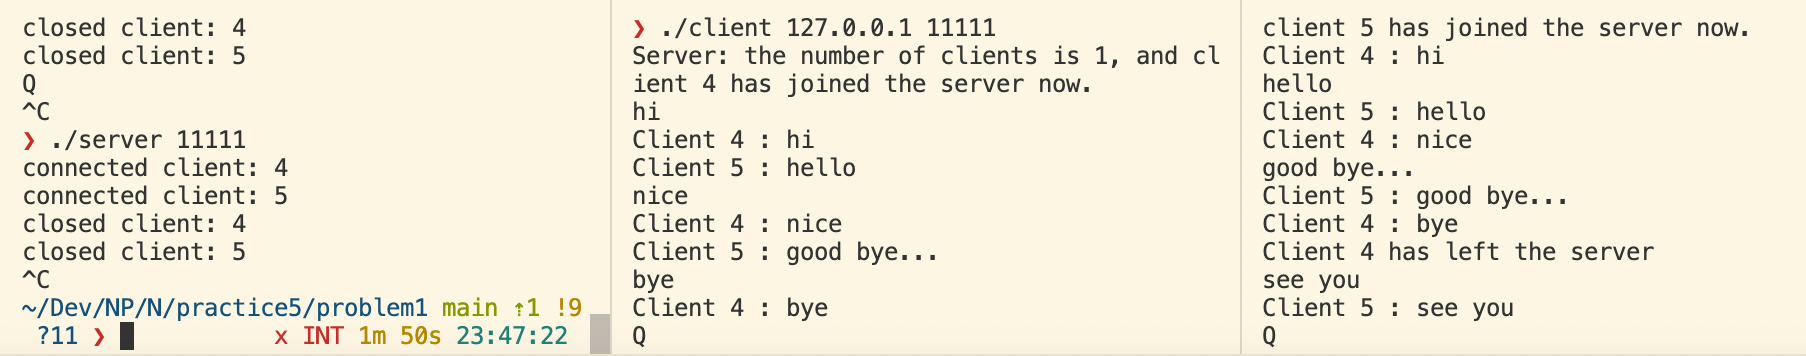 closed client: 4
closed client: 5
Q
^C
❯ ./server 11111
connected client: 4
connected client: 5
closed client: 4
closed client: 5
^C
~/Dev/NP/N/practice5/problem1 main ⇡1 !9
?11 ❯ x INT 1m 50s 23:47:22
❯ ./client 127.0.0.1 11111
Server: the number of clients is 1, and cl
ient 4 has joined the server now.
hi
Client 4 : hi
Client 5 : hello
nice
Client 4 : nice
Client 5 : good bye...
bye
Client 4 : bye
Q
client 5 has joined the server now.
Client 4 : hi
hello
Client 5 : hello
Client 4 : nice
good bye...
Client 5 : good bye...
Client 4 : bye
Client 4 has left the server
see you
Client 5 : see you
Q